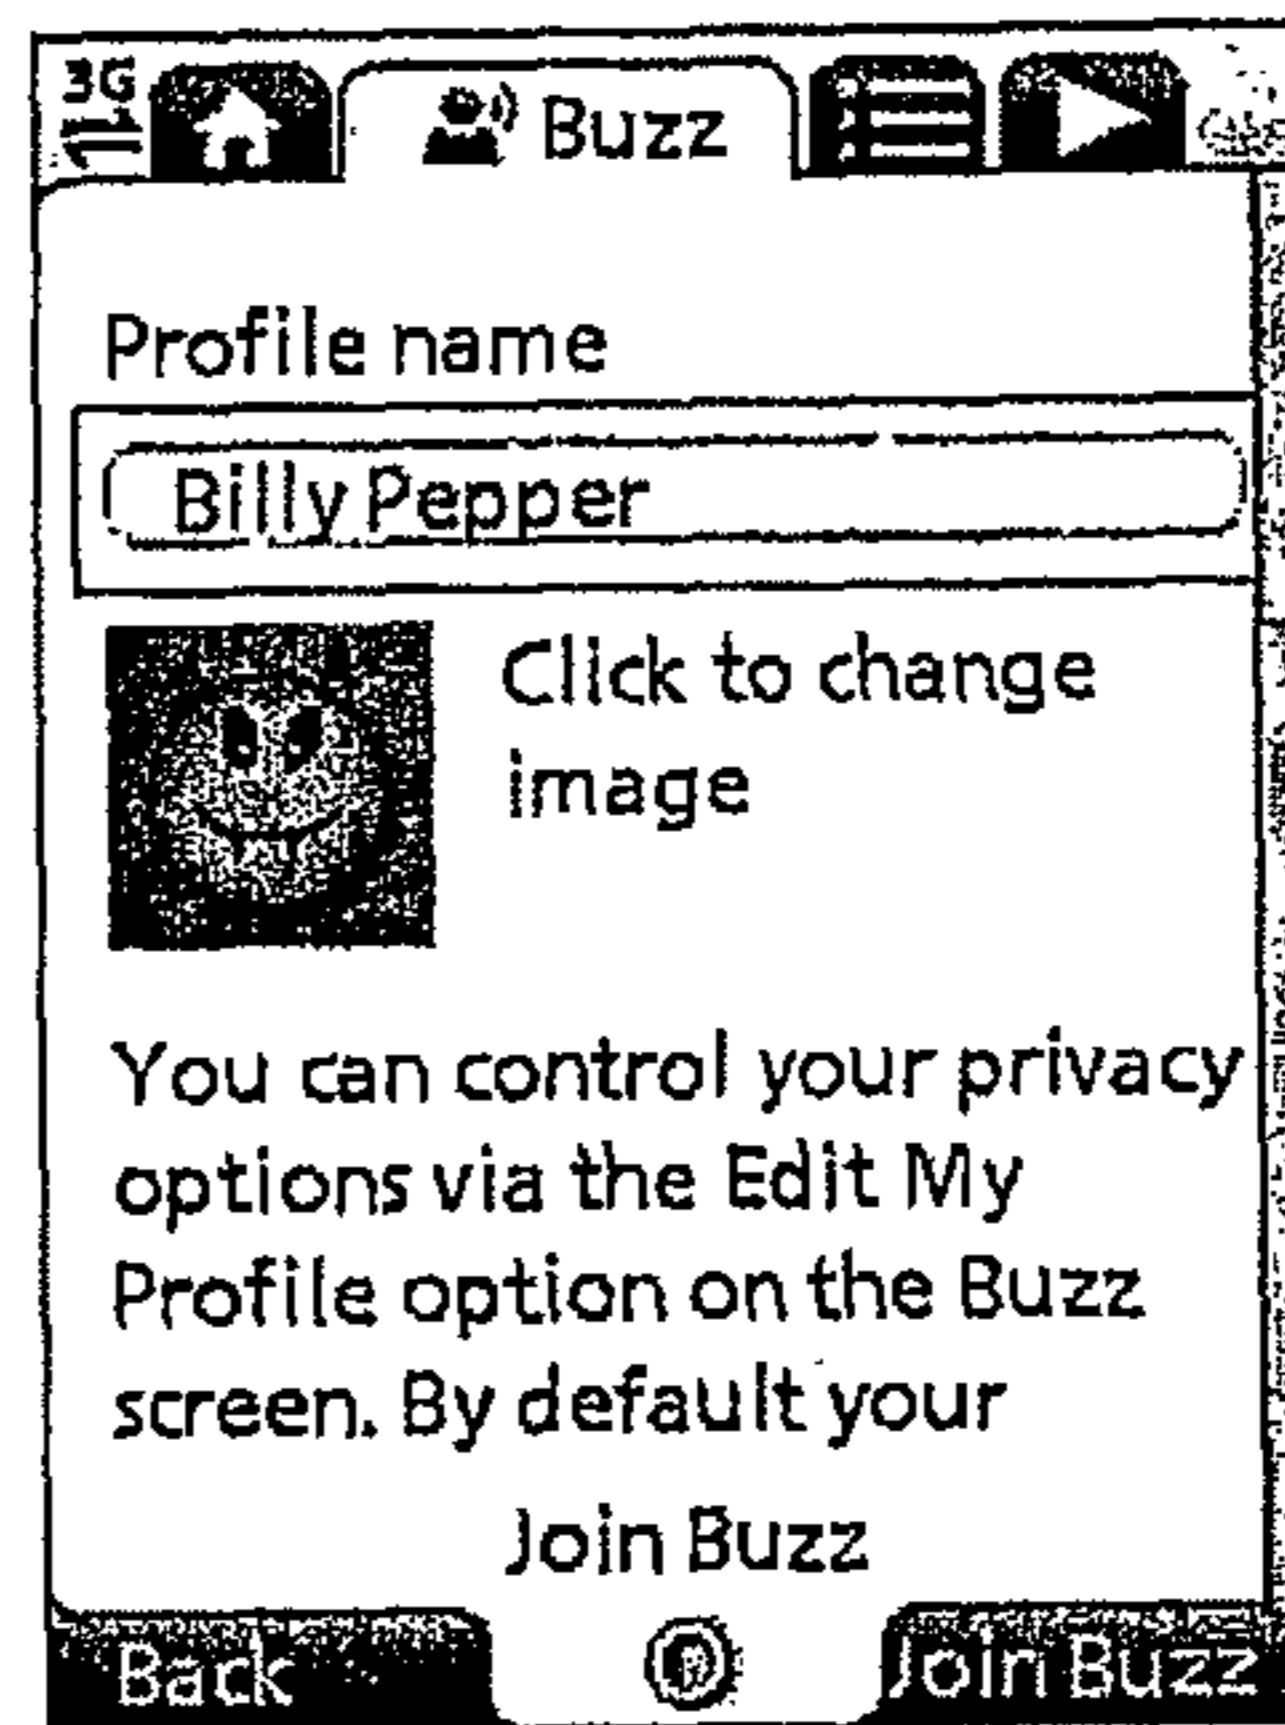 3G
Buzz
Profile name
Billy Pepper
Click to change
image
You can control your privacy
options via the Edit My
Profile option on the Buzz
screen. By default your
Join Buzz
Back
Join Buzz